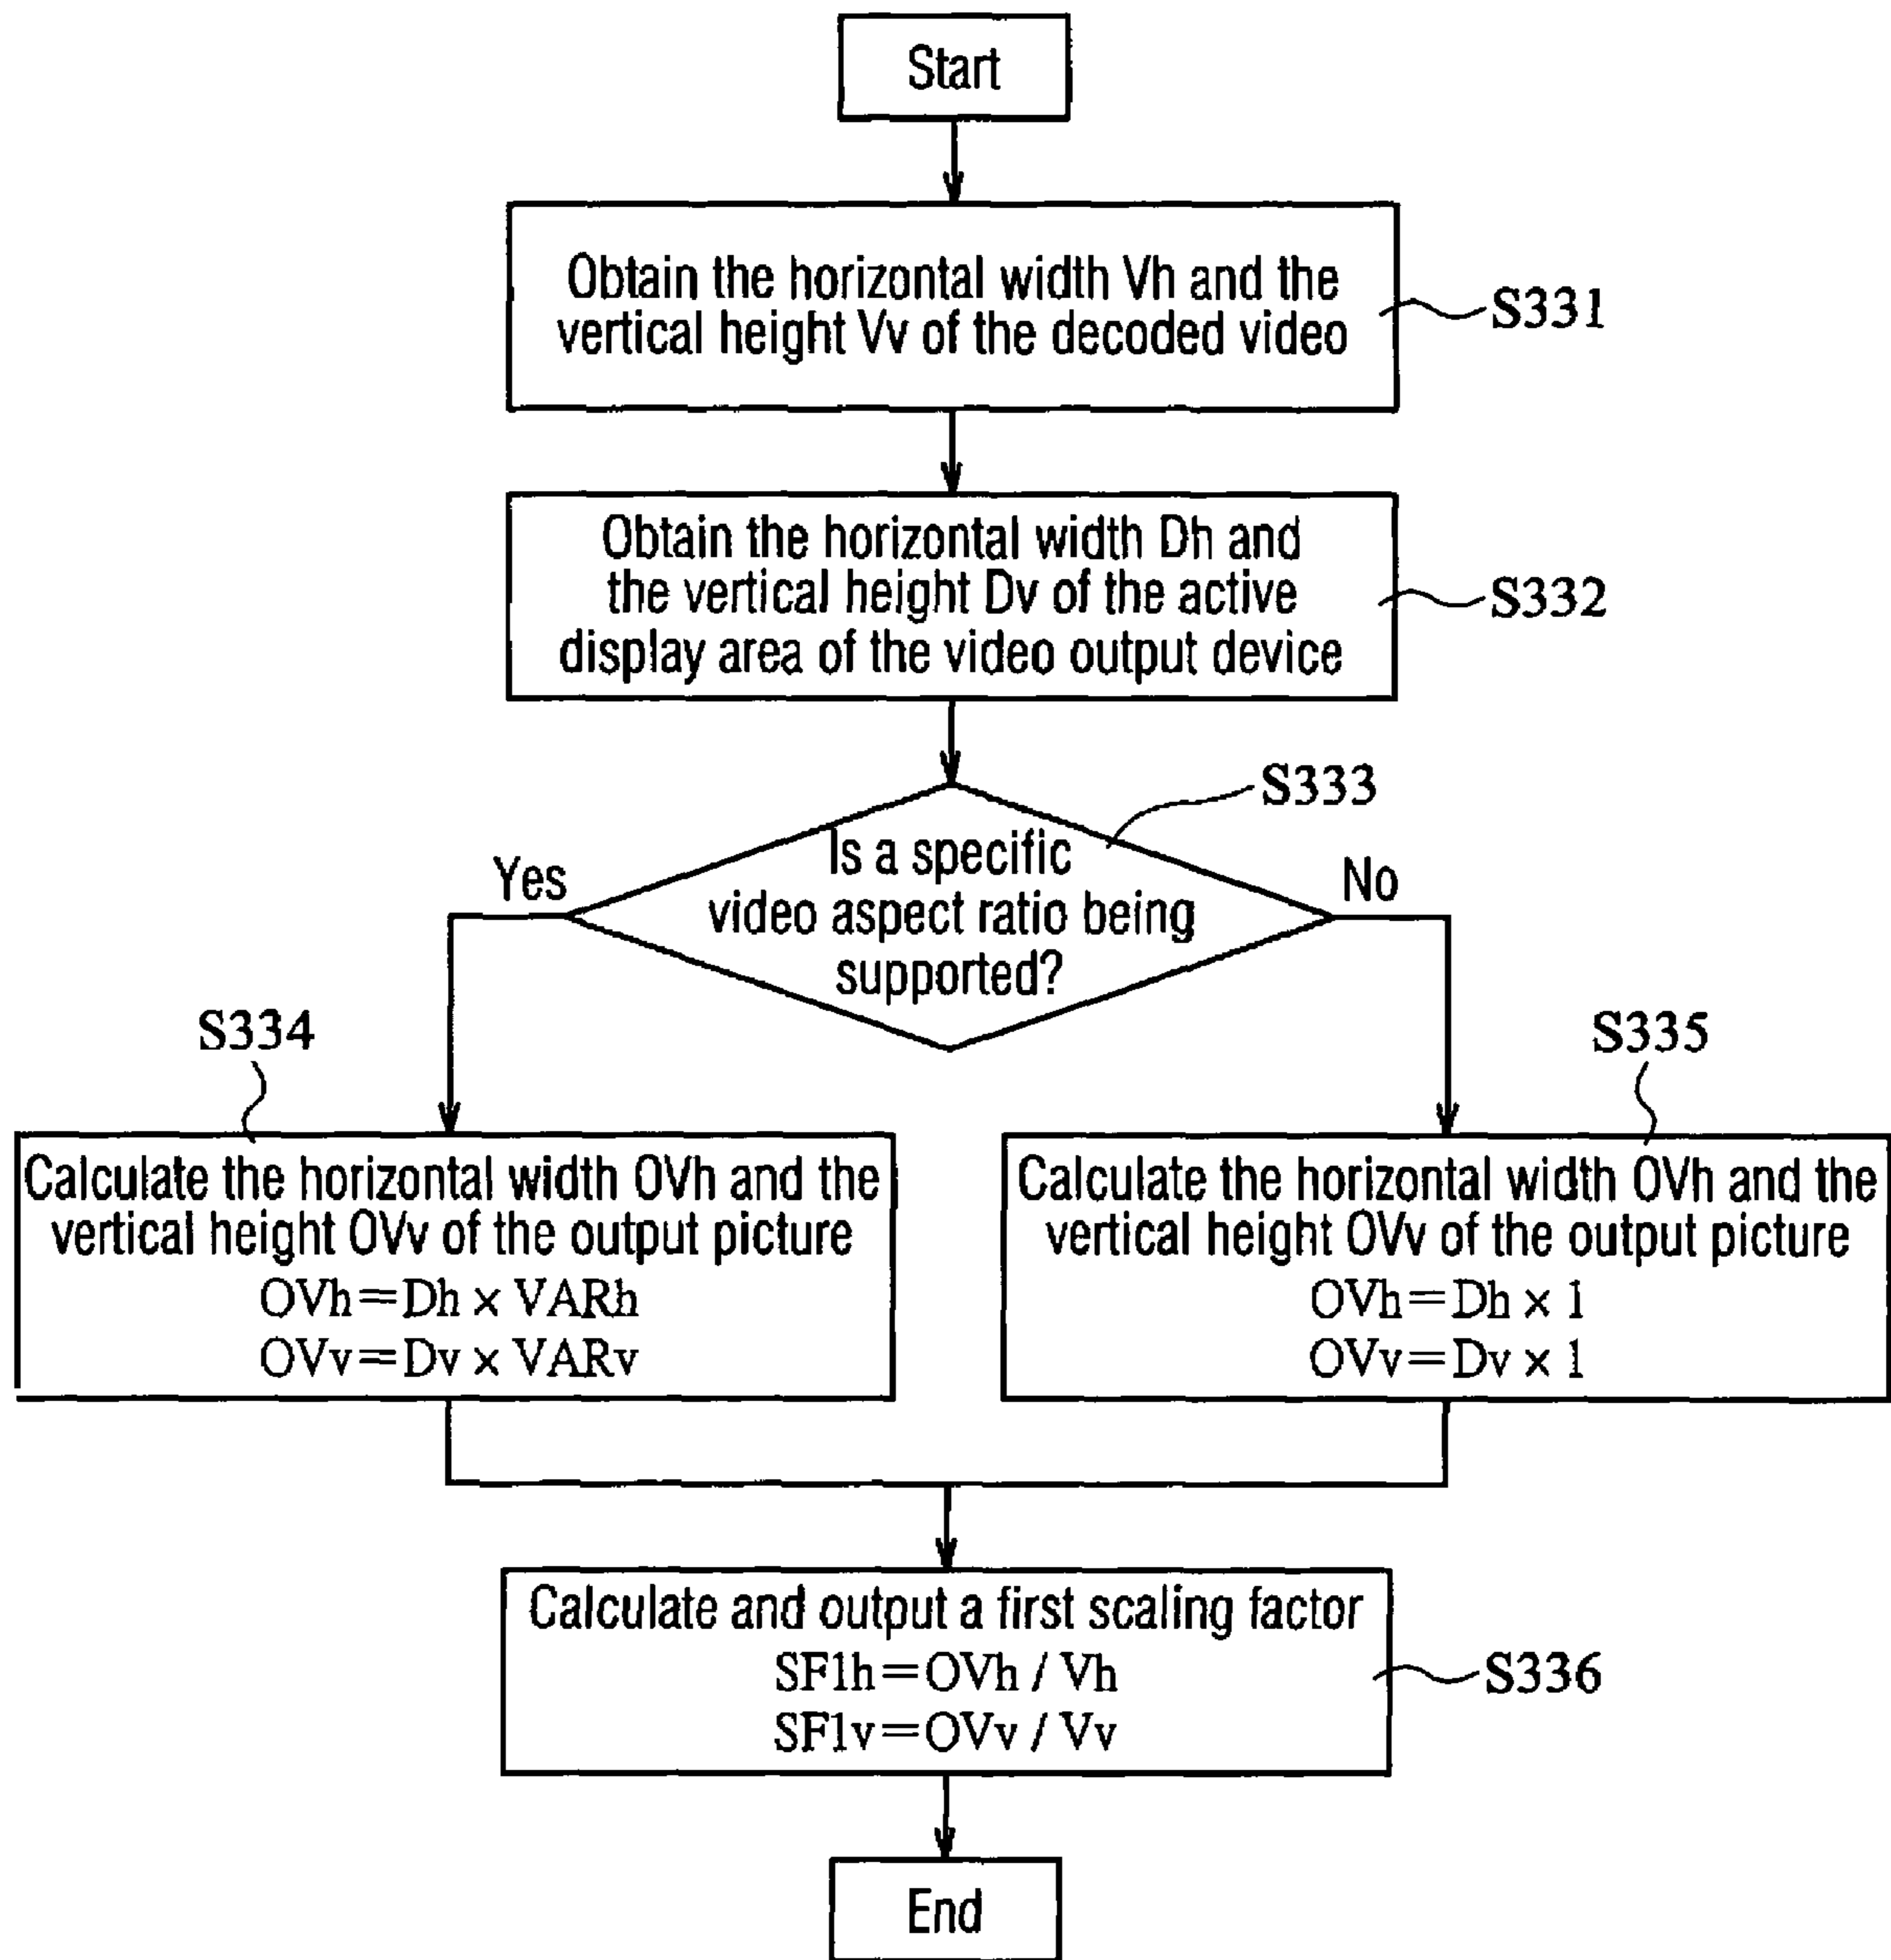 Start
Obtain the horizontal width Vh and the
vertical height Vv of the decoded video
S331
Obtain the horizontal width Dh and
the vertical height Dv of the active
display area of the video output device
S332
S333
Is a specific
video aspect ratio being
supported?
Yes
No
S334
Calculate the horizontal width OVh and the
vertical height OVv of the output picture
OVh=Dh × VARh
OVv=Dv × VARv
S335
Calculate the horizontal width OVh and the
vertical height OVv of the output picture
OVh=Dh × 1
OVv=Dv × 1
Calculate and output a first scaling factor
SF1h=OVh / Vh
SF1v=OVv / Vv
S336
End